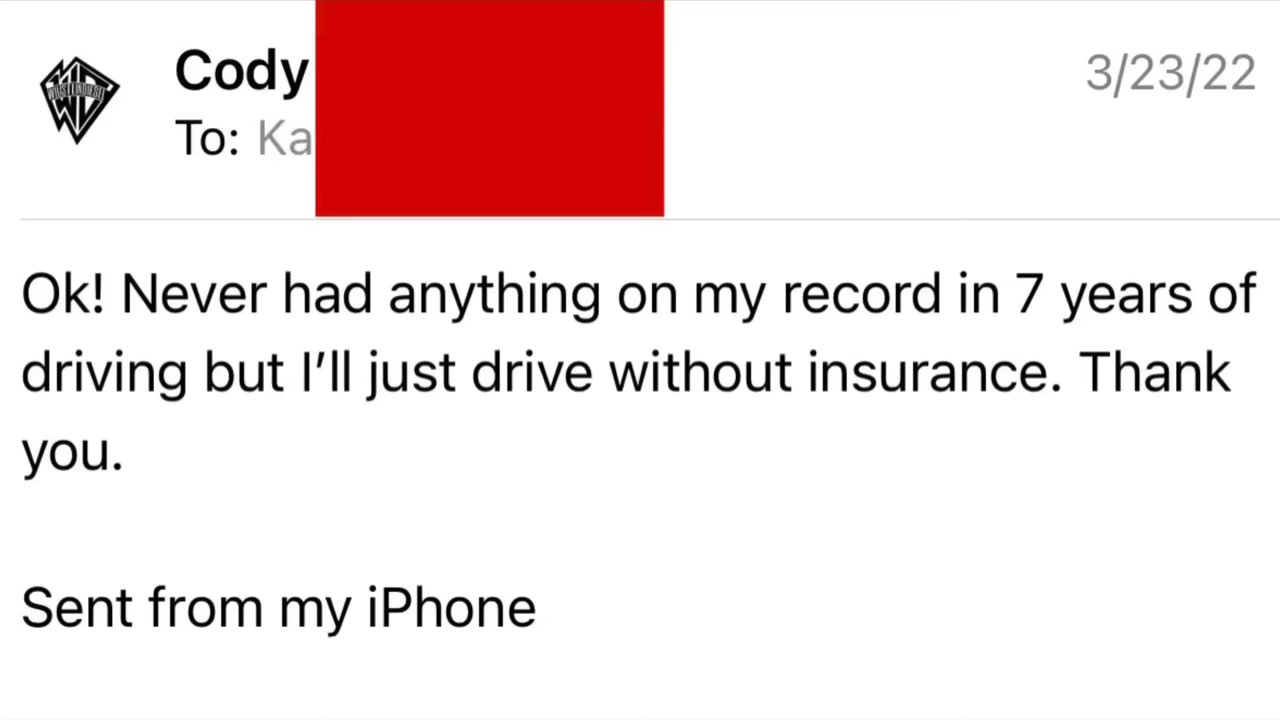 Cody
3/23/22
To: Ka
Ok! Never had anything on my record in 7 years of
driving but I’ll just drive without insurance. Thank
you.
Sent from my iPhone